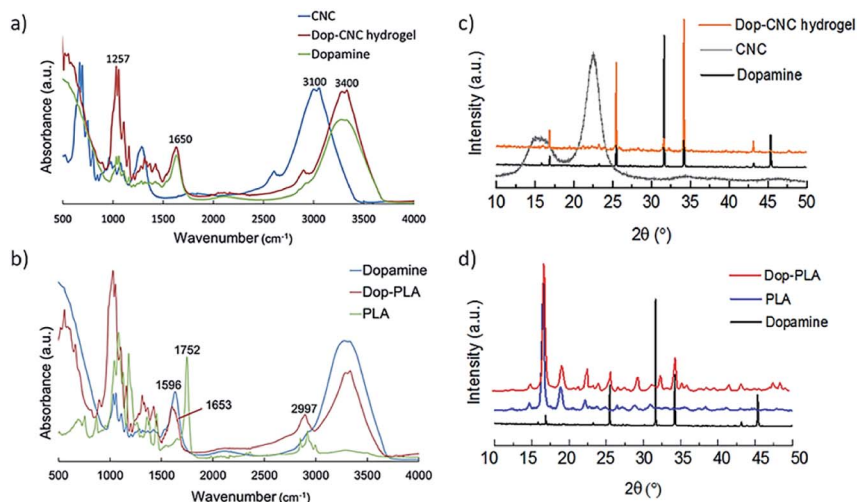 a)
CNC
Dop-CNC hydrogel
Dopamine
1257
1650
3100
3400
Absorbance (a.u.)
500 1000 1500 2000 2500 3000 3500 4000
Wavenumber (cm⁻¹)
b)
Dopamine
Dop-PLA
PLA
1752
1596
1653
2997
Absorbance (a.u.)
500 1000 1500 2000 2500 3000 3500 4000
Wavenumber (cm⁻¹)
c)
Dop-CNC hydrogel
CNC
Dopamine
Intensity (a.u.)
10 15 20 25 30 35 40 45 50
2θ (°)
d)
Dop-PLA
PLA
Dopamine
Intensity (a.u.)
10 15 20 25 30 35 40 45 50
2θ (°)